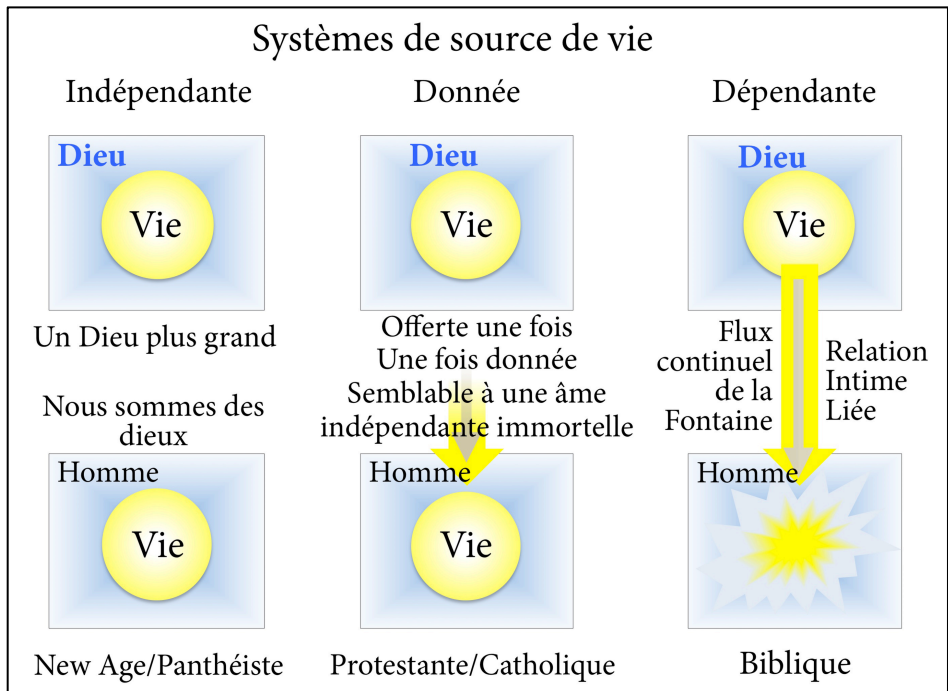 Systèmes de source de vie
Indépendante
Dieu
Vie
Un Dieu plus grand
Nous sommes des
dieux
Homme
Vie
New Age/Panthéiste
Donnée
Dieu
Vie
Offerte une fois
Une fois donnée
Semblable à une âme
indépendante immortelle
Homme
Vie
Protestante/Catholique
Dépendante
Dieu
Vie
Flux
continuel
de la
Fontaine
Relation
Intime
Liée
Homme
Biblique